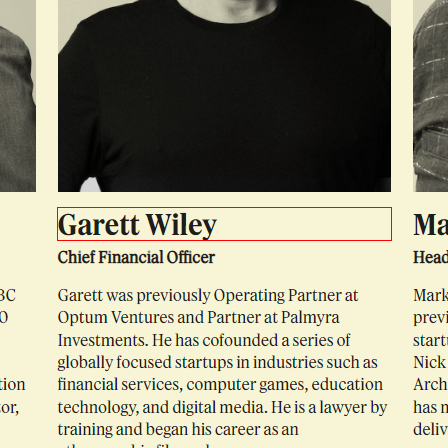 Garett Wiley
Chief Financial Officer
Garett was previously Operating Partner at
Optum Ventures and Partner at Palmyra
Investments. He has cofounded a series of
globally focused startups in industries such as
financial services, computer games, education
technology, and digital media. He is a lawyer by
training and began his career as an
Ma
Head
Mark
previ
start
Nick
Arch
has n
deliv
BC
O
tion
tor,